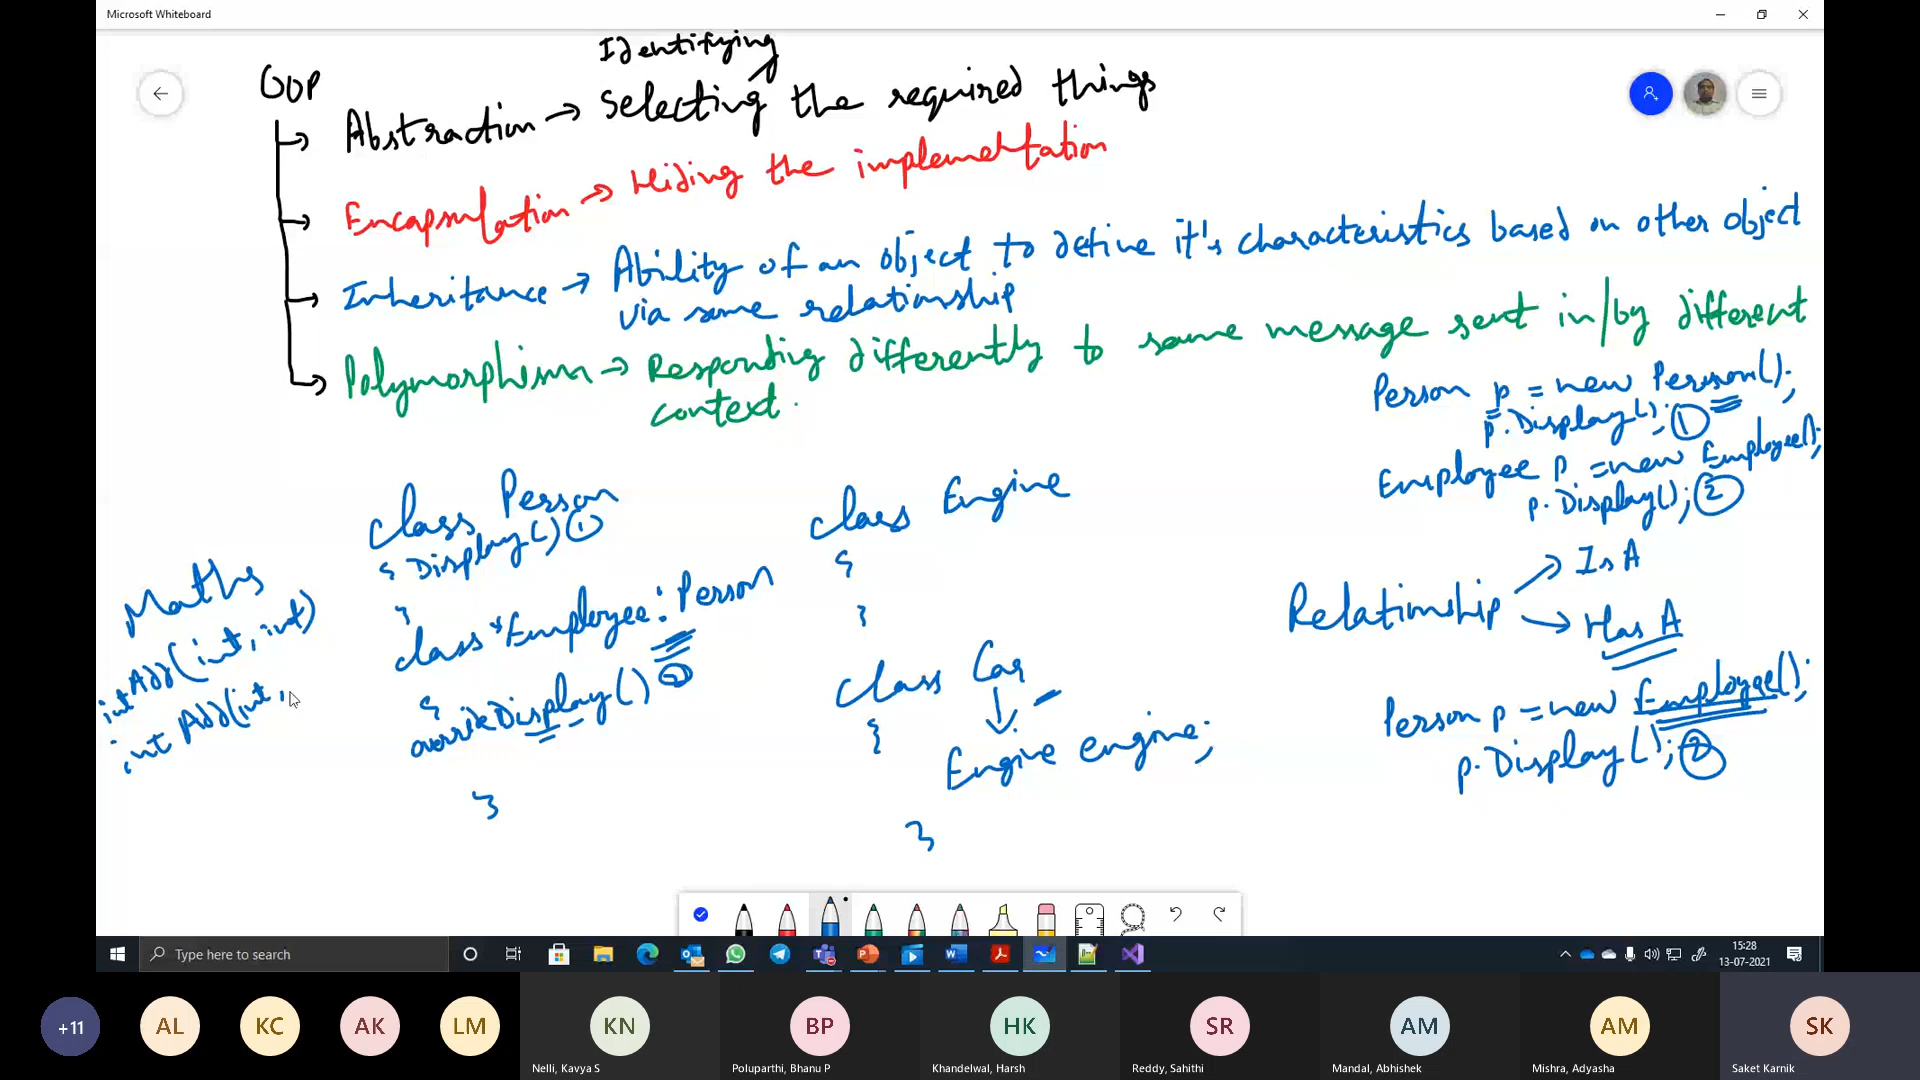 Microsoft Whiteboard
OOP
Identifying
Abstraction → Selecting the required things
Encapsulation → Hiding the implementation
Inheritance → Ability of an object to define it's characteristics based on other object
via some relationship
Polymorphism → Responding differently to same message sent in/by different
context.
Person p = new Person();
p.Display(); 1
Employee p = new Employee();
p.Display(); 2
class Person
{ Display() 1
}
class Employee : Person
{
override Display() 2
}
class Engine
{
}
class Car
{
Engine engine;
}
Maths
int Add(int, int)
int Add(int,
Relationship → Is A
→ Has A
Person p = new Employee();
p.Display(); 2
Type here to search
15:28
13-07-2021
+11
AL
KC
AK
LM
KN
BP
HK
SR
AM
AM
SK
Nelli, Kavya S
Poluparthi, Bhanu P
Khandelwal, Harsh
Reddy, Sahithi
Mandal, Abhishek
Mishra, Adyasha
Saket Karnik